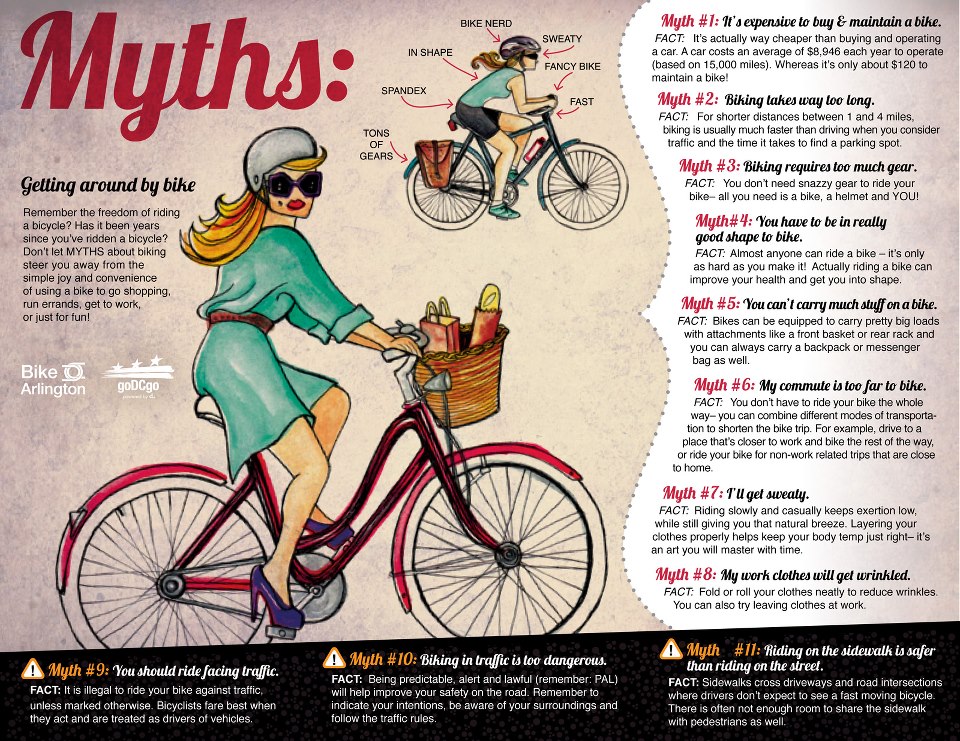 Myths:
BIKE NERD
SWEATY
IN SHAPE
FANCY BIKE
SPANDEX
FAST
TONS
OF
GEARS
Getting around by bike
Remember the freedom of riding
a bicycle? Has it been years
since you've ridden a bicycle?
Don't let MYTHS about biking
steer you away from the
simple joy and convenience
of using a bike to go shopping,
run errands, get to work,
or just for fun!
Bike
Arlington
goDCgo
powered by d.
Myth #1: It's expensive to buy & maintain a bike.
FACT: It's actually way cheaper than buying and operating
a car. A car costs an average of $8,946 each year to operate
(based on 15,000 miles). Whereas it's only about $120 to
maintain a bike!
Myth #2: Biking takes way too long.
FACT: For shorter distances between 1 and 4 miles,
biking is usually much faster than driving when you consider
traffic and the time it takes to find a parking spot.
Myth #3: Biking requires too much gear.
FACT: You don't need snazzy gear to ride your
bike– all you need is a bike, a helmet and YOU!
Myth#4: You have to be in really
good shape to bike.
FACT: Almost anyone can ride a bike – it's only
as hard as you make it! Actually riding a bike can
improve your health and get you into shape.
Myth #5: You can't carry much stuff on a bike.
FACT: Bikes can be equipped to carry pretty big loads
with attachments like a front basket or rear rack and
you can always carry a backpack or messenger
bag as well.
Myth #6: My commute is too far to bike.
FACT: You don't have to ride your bike the whole
way– you can combine different modes of transporta-
tion to shorten the bike trip. For example, drive to a
place that's closer to work and bike the rest of the way,
or ride your bike for non-work related trips that are close
to home.
Myth #7: I'll get sweaty.
FACT: Riding slowly and casually keeps exertion low,
while still giving you that natural breeze. Layering your
clothes properly helps keep your body temp just right– it's
an art you will master with time.
Myth #8: My work clothes will get wrinkled.
FACT: Fold or roll your clothes neatly to reduce wrinkles.
You can also try leaving clothes at work.
Myth #9: You should ride facing traffic.
FACT: It is illegal to ride your bike against traffic,
unless marked otherwise. Bicyclists fare best when
they act and are treated as drivers of vehicles.
Myth #10: Biking in traffic is too dangerous.
FACT: Being predictable, alert and lawful (remember: PAL)
will help improve your safety on the road. Remember to
indicate your intentions, be aware of your surroundings and
follow the traffic rules.
Myth #11: Riding on the sidewalk is safer
than riding on the street.
FACT: Sidewalks cross driveways and road intersections
where drivers don't expect to see a fast moving bicycle.
There is often not enough room to share the sidewalk
with pedestrians as well.